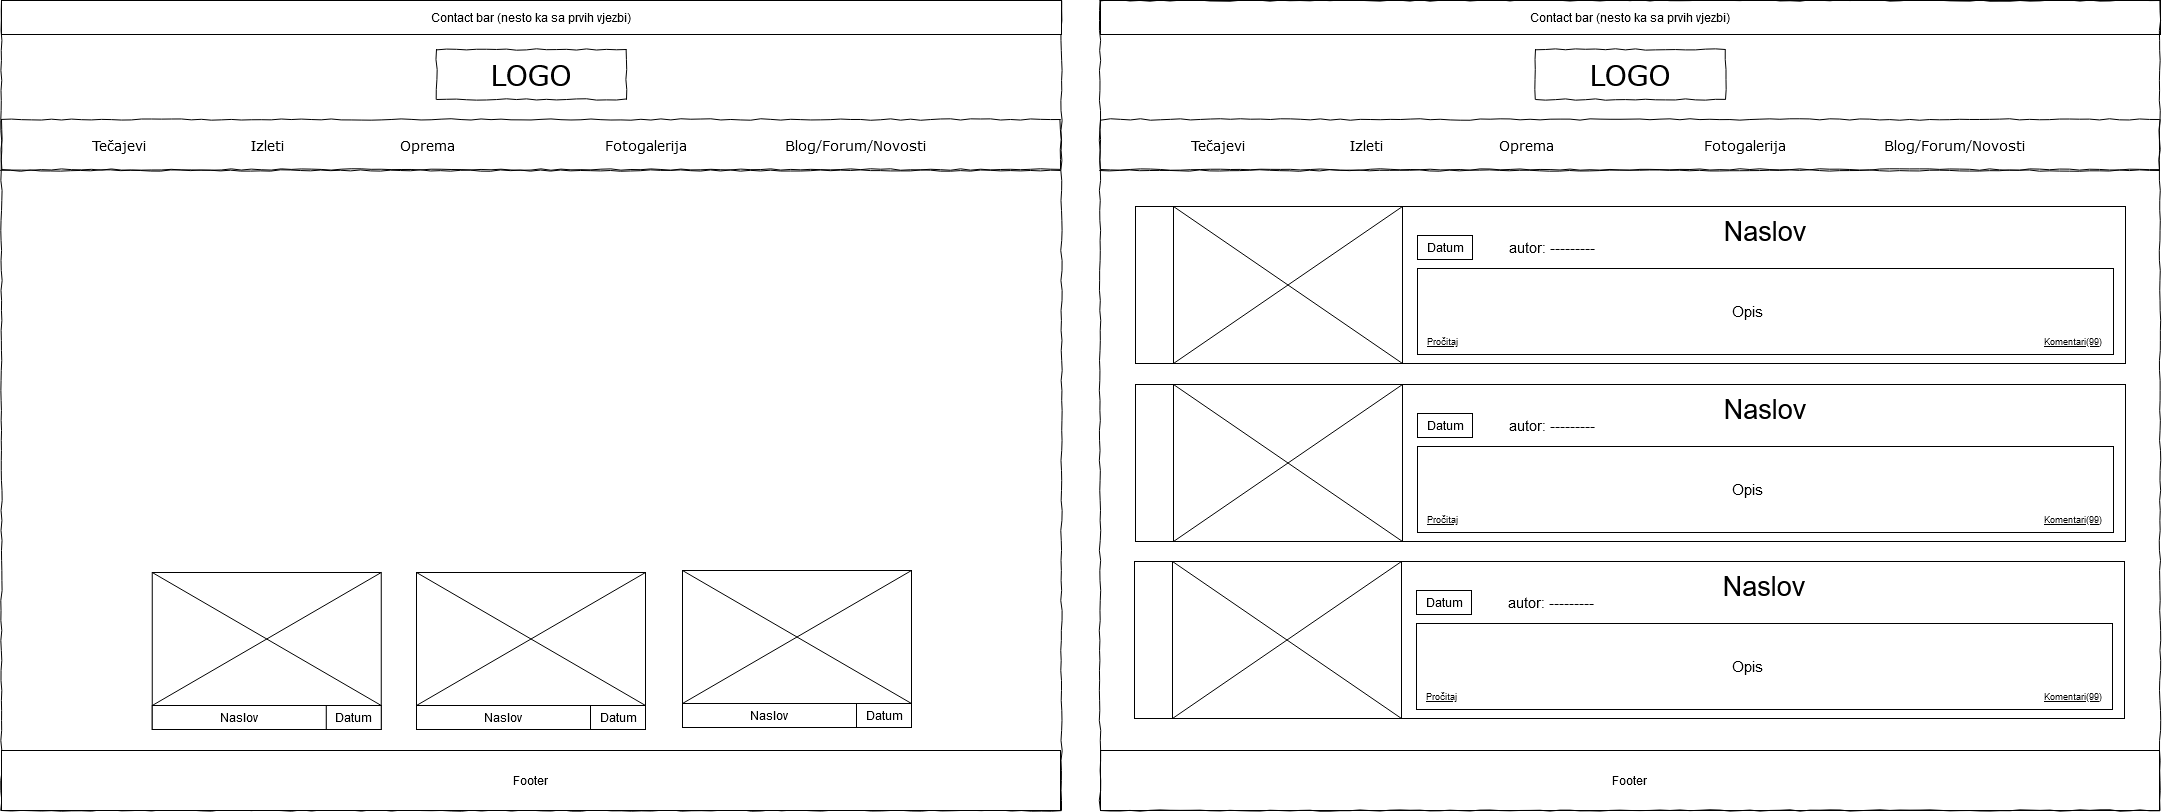 Contact bar (nesto ka sa prvih vjezbi)
LOGO
Tečajevi Izleti Oprema Fotogalerija Blog/Forum/Novosti
Naslov Datum Naslov Datum Naslov Datum
Footer
Contact bar (nesto ka sa prvih vjezbi)
LOGO
Tečajevi Izleti Oprema Fotogalerija Blog/Forum/Novosti
Naslov
Datum autor: ---------
Opis
Pročitaj Komentari(99)
Naslov
Datum autor: ---------
Opis
Pročitaj Komentari(99)
Naslov
Datum autor: ---------
Opis
Pročitaj Komentari(99)
Footer